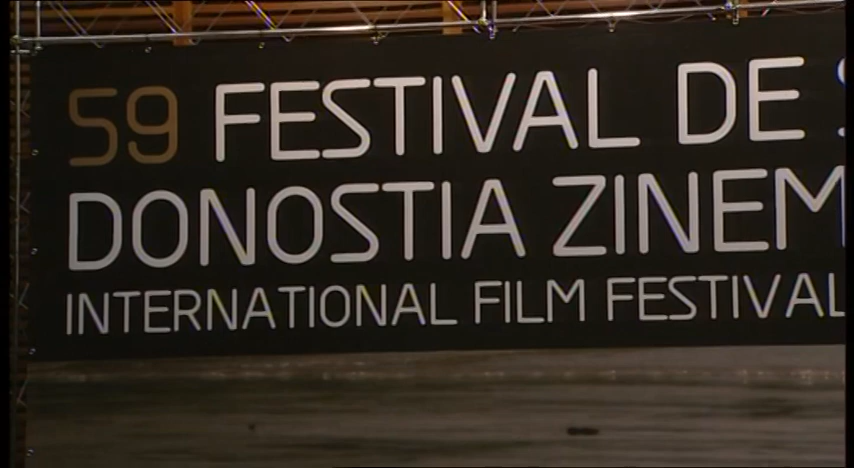 59 FESTIVAL DE
DONOSTIA ZINEM
INTERNATIONAL FILM FESTIVAL